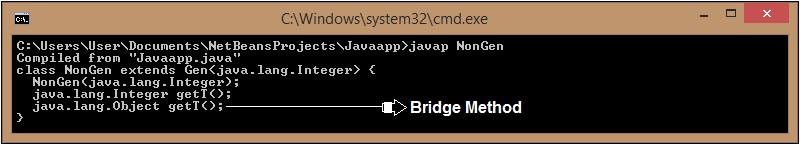 C:\Windows\system32\cmd.exe
C:\Users\User\Documents\NetBeansProjects\Javaapp>javap NonGen
Compiled from "Javaapp.java"
class NonGen extends Gen(java.lang.Integer) {
NonGen(java.lang.Integer);
java.lang.Integer getT();
java.lang.Object getT(); Bridge Method
}